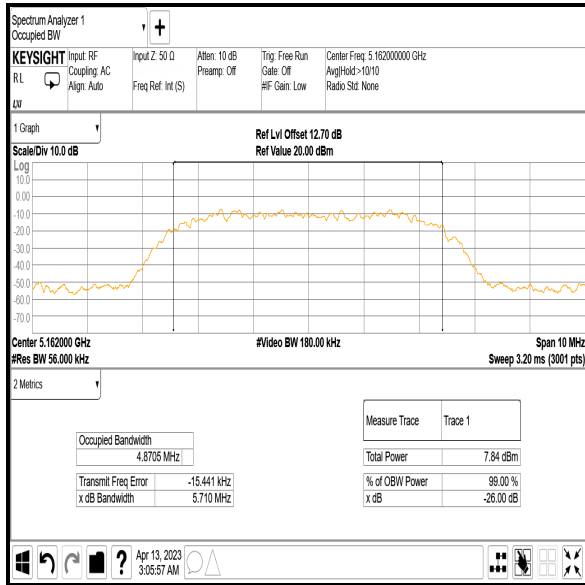 Spectrum Analyzer 1
Occupied BW
KEYSIGHT
RL
LXI
Input: RF
Coupling: AC
Align: Auto
Input Z: 50 Ω
Freq Ref: Int (S)
Atten: 10 dB
Preamp: Off
Trig: Free Run
Gate: Off
#IF Gain: Low
Center Freq: 5.162000000 GHz
Avg|Hold:>10/10
Radio Std: None
1 Graph
Scale/Div 10.0 dB
Ref Lvl Offset 12.70 dB
Ref Value 20.00 dBm
Log
10.0
0.00
-10.0
-20.0
-30.0
-40.0
-50.0
-60.0
-70.0
Center 5.162000 GHz
#Res BW 56.000 kHz
#Video BW 180.00 kHz
Span 10 MHz
Sweep 3.20 ms (3001 pts)
2 Metrics
Occupied Bandwidth
4.8705 MHz
Transmit Freq Error -15.441 kHz
x dB Bandwidth 5.710 MHz
Measure Trace Trace 1
Total Power 7.84 dBm
% of OBW Power 99.00 %
x dB -26.00 dB
?
Apr 13, 2023
3:05:57 AM